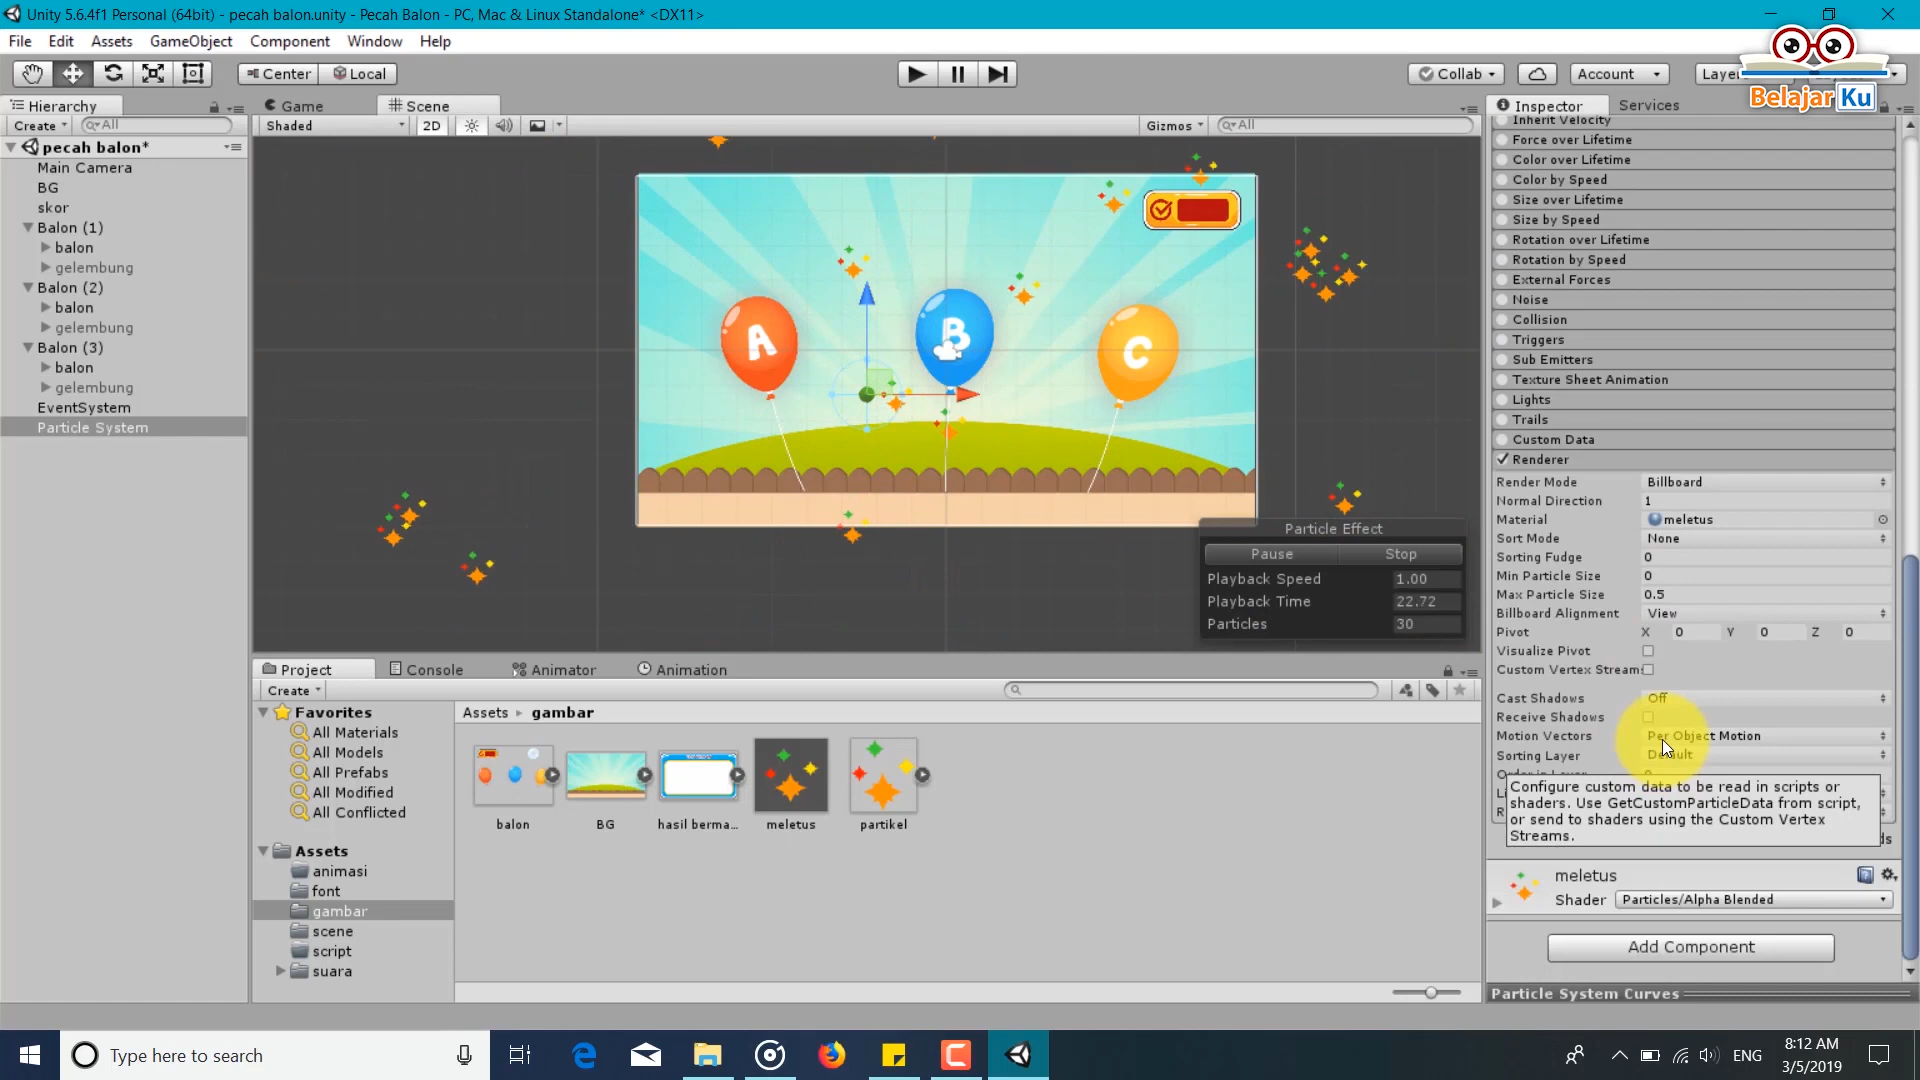 Unity 5.6.4f1 Personal (64bit) - pecah balon.unity - Pecah Balon - PC, Mac & Linux Standalone* <DX11>
File Edit Assets GameObject Component Window Help
Center Local
Collab Account
Belajar Ku
Hierarchy
Create All
pecah balon*
Main Camera
BG
skor
Balon (1)
balon
gelembung
Balon (2)
balon
gelembung
Balon (3)
balon
gelembung
EventSystem
Particle System
Game Scene
Shaded 2D Gizmos All
A
B
C
Particle Effect
Pause Stop
Playback Speed 1.00
Playback Time 22.72
Particles 30
Project Console Animator Animation
Create
Favorites
All Materials
All Models
All Prefabs
All Modified
All Conflicted
Assets
animasi
font
gambar
scene
script
suara
Assets gambar
balon BG hasil berma... meletus partikel
Inspector Services
Inherit Velocity
Force over Lifetime
Color over Lifetime
Color by Speed
Size over Lifetime
Size by Speed
Rotation over Lifetime
Rotation by Speed
External Forces
Noise
Collision
Triggers
Sub Emitters
Texture Sheet Animation
Lights
Trails
Custom Data
Renderer
Render Mode Billboard
Normal Direction 1
Material meletus
Sort Mode None
Sorting Fudge 0
Min Particle Size 0
Max Particle Size 0.5
Billboard Alignment View
Pivot X 0 Y 0 Z 0
Visualize Pivot
Custom Vertex Streams
Cast Shadows Off
Receive Shadows
Motion Vectors Per Object Motion
Sorting Layer Default
Configure custom data to be read in scripts or
shaders. Use GetCustomParticleData from script,
or send to shaders using the Custom Vertex
Streams.
meletus
Shader Particles/Alpha Blended
Add Component
Particle System Curves
Type here to search
ENG
8:12 AM
3/5/2019